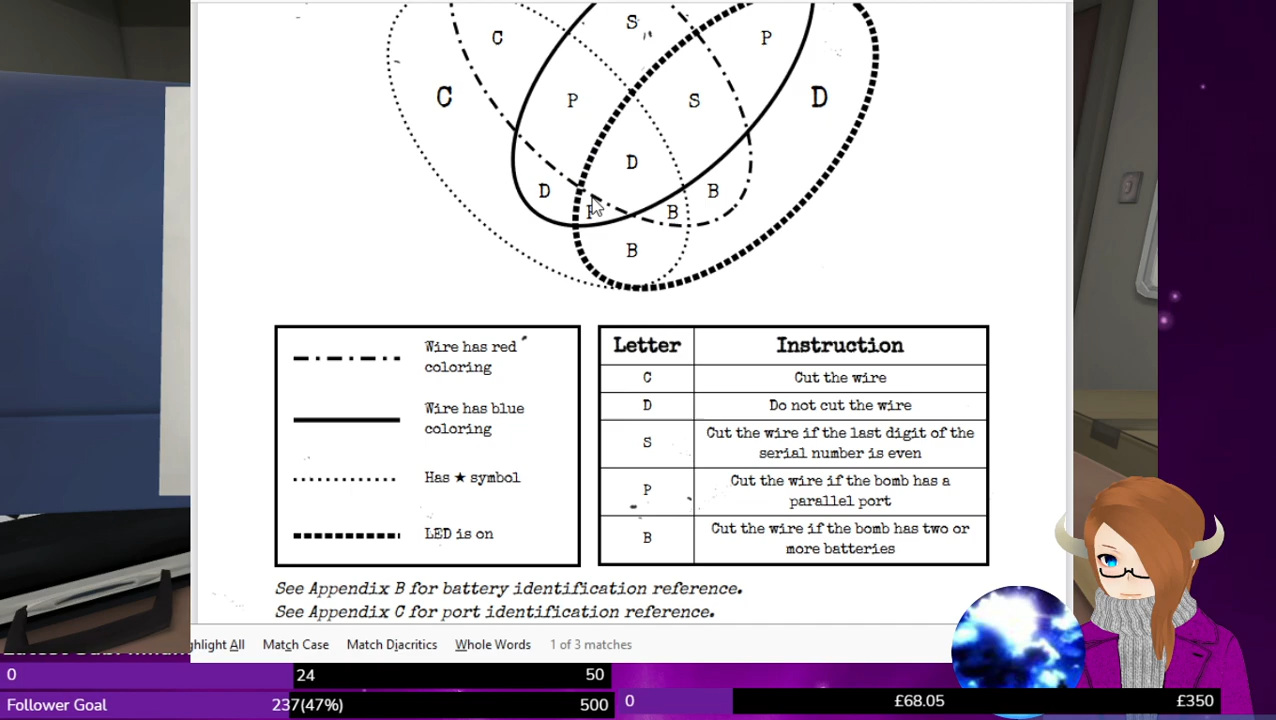 S
C
P
C
P
S
D
D
D
B
B
B
Wire has red coloring
Wire has blue coloring
Has ★ symbol
LED is on
Letter Instruction
C Cut the wire
D Do not cut the wire
S Cut the wire if the last digit of the serial number is even
P Cut the wire if the bomb has a parallel port
B Cut the wire if the bomb has two or more batteries
See Appendix B for battery identification reference.
See Appendix C for port identification reference.
Match Case Match Diacritics Whole Words 1 of 3 matches
0 24 50
Follower Goal 237(47%) 500
0 £68.05 £350